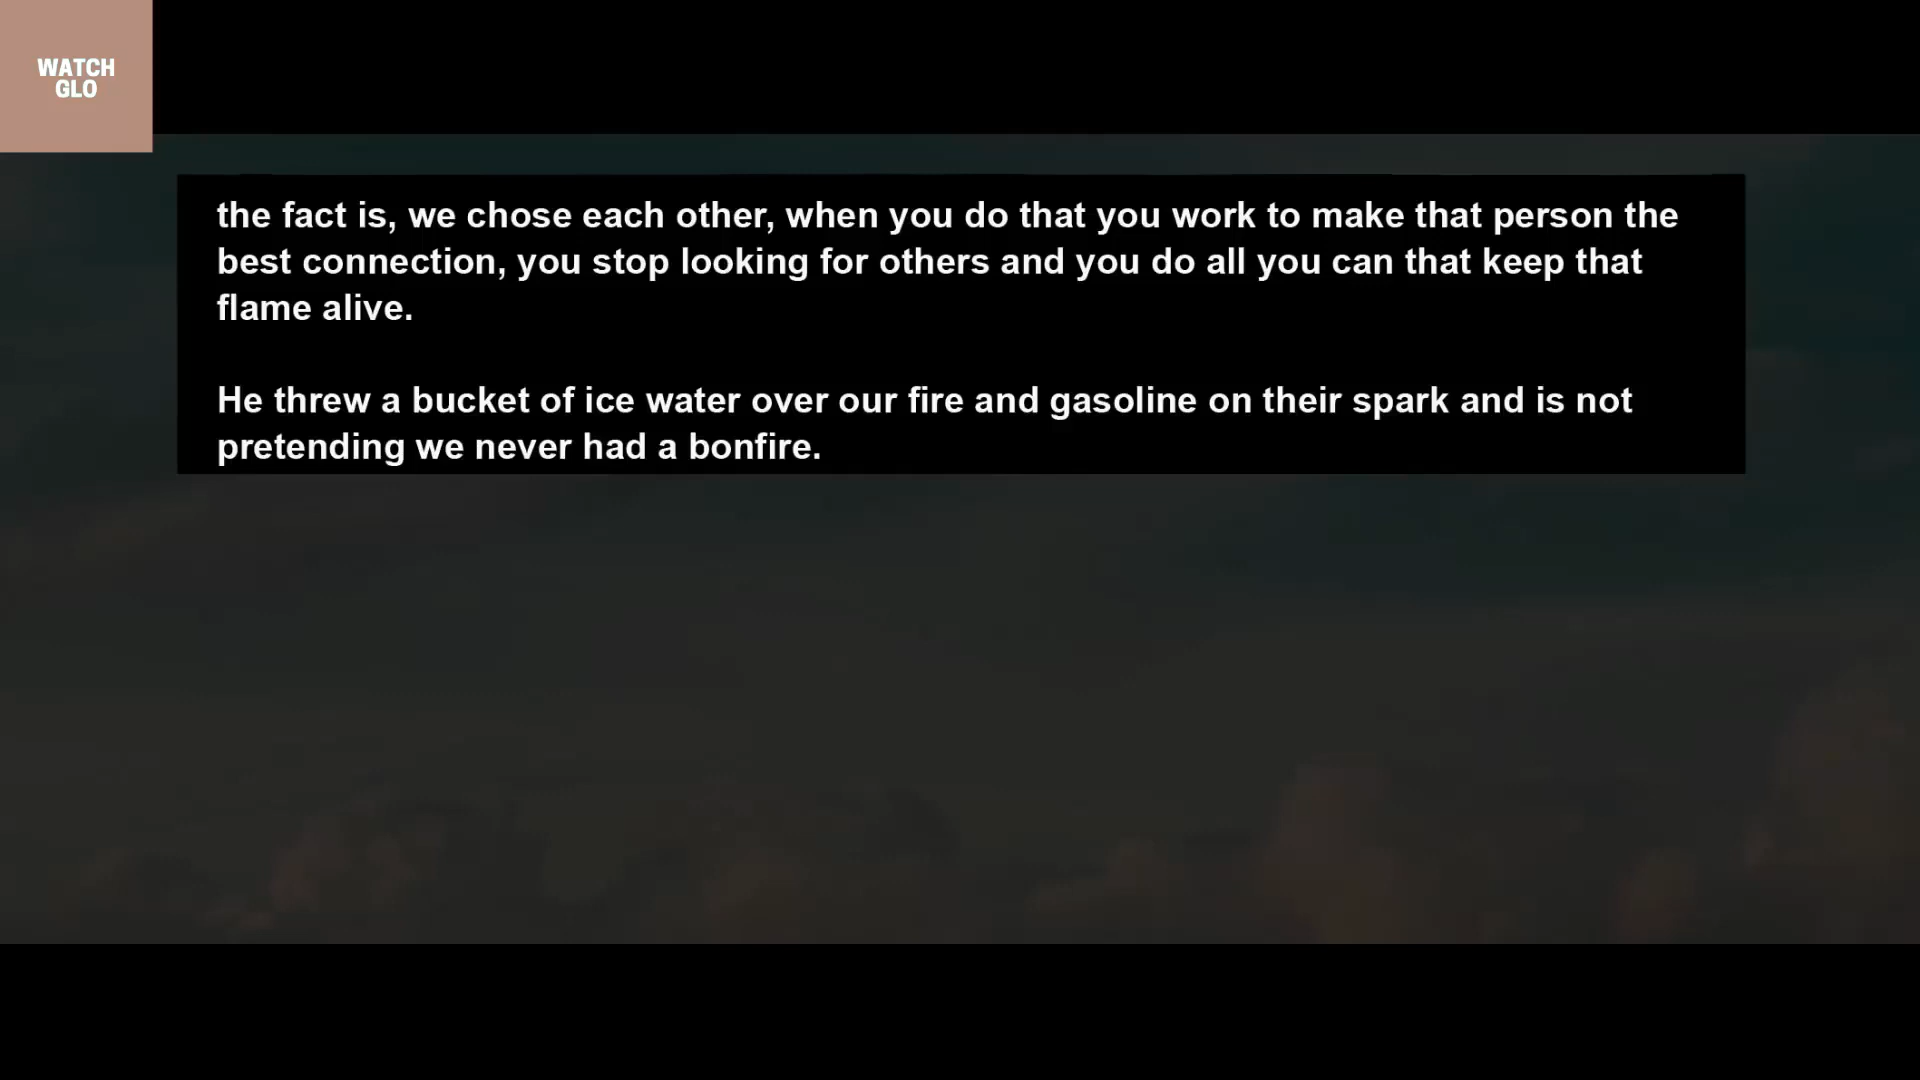 WATCH
GLO
the fact is, we chose each other, when you do that you work to make that person the
best connection, you stop looking for others and you do all you can that keep that
flame alive.
He threw a bucket of ice water over our fire and gasoline on their spark and is not
pretending we never had a bonfire.